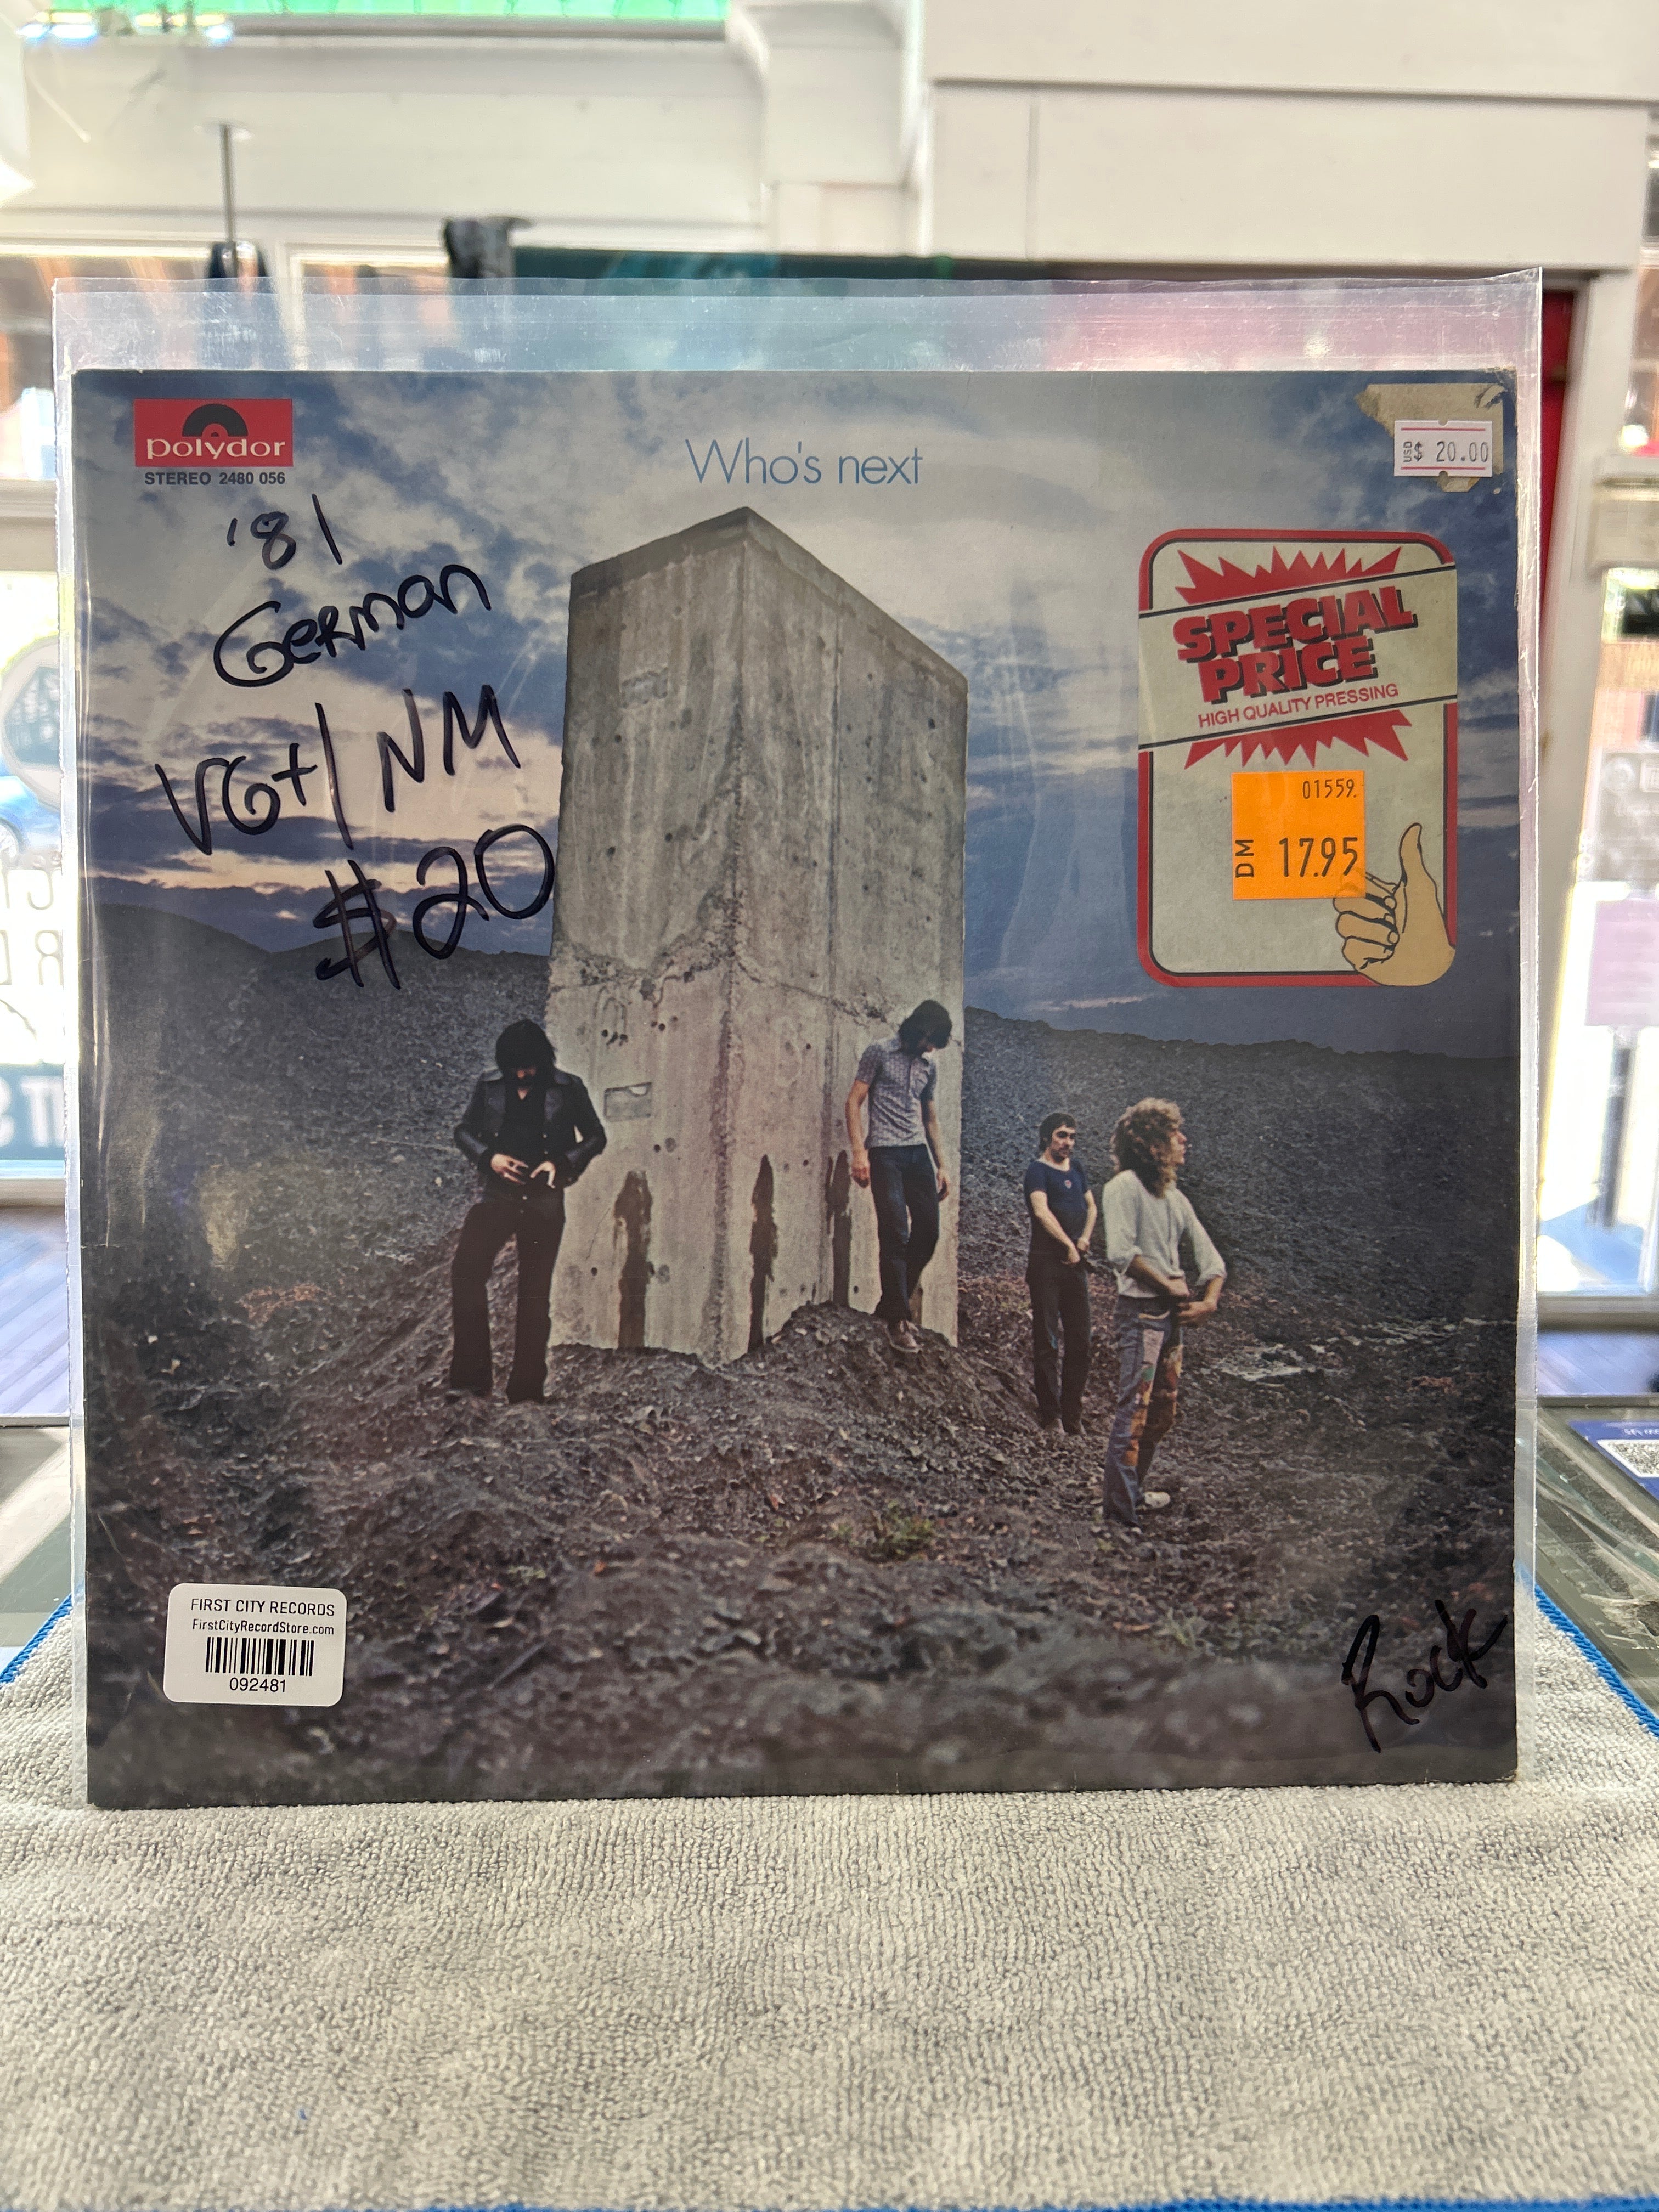 polydor
STEREO 2480 056
Who's next
USD $ 20.00
'81
German
VG+/NM
$20
SPECIAL
PRICE
HIGH QUALITY PRESSING
01559.
DM 17.95
FIRST CITY RECORDS
FirstCityRecordStore.com
092481
Rock